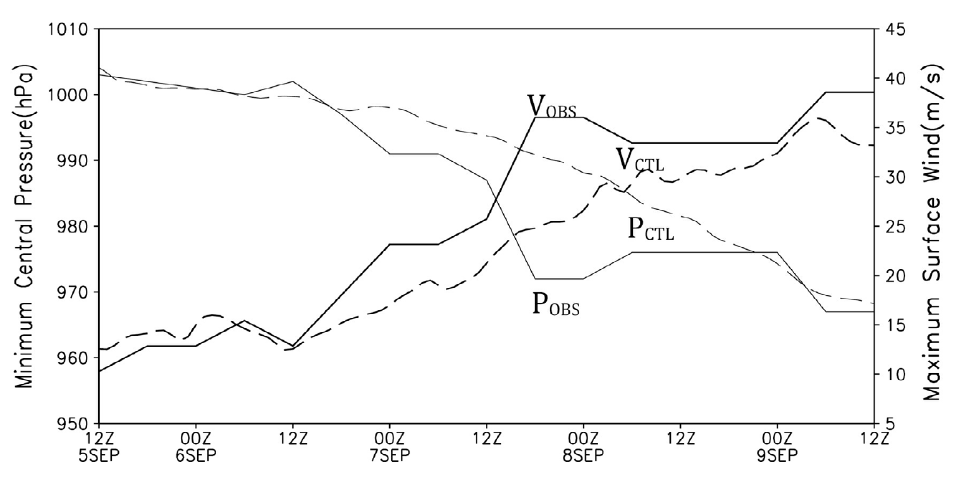 1010
1000
990
980
970
960
950
Minimum Central Pressure(hPa)
45
40
35
30
25
20
15
10
5
Maximum Surface Wind(m/s)
VOBS
VCTL
PCTL
POBS
12Z 00Z 12Z 00Z 12Z 00Z 12Z 00Z 12Z
5SEP 6SEP 7SEP 8SEP 9SEP